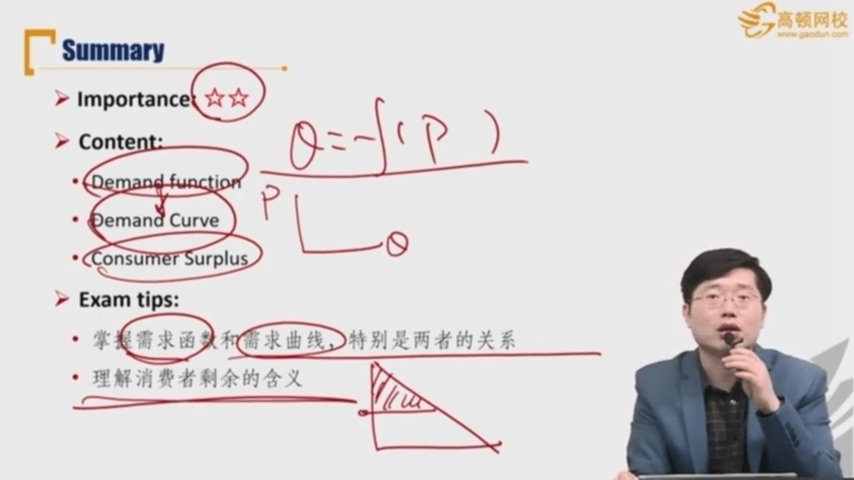 高顿网校
www.gaodun.com
Summary
Importance: ☆☆
Content:
Q = f(P)
Demand function
P
Demand Curve
Q
Consumer Surplus
Exam tips:
掌握需求函数和需求曲线，特别是两者的关系
理解消费者剩余的含义